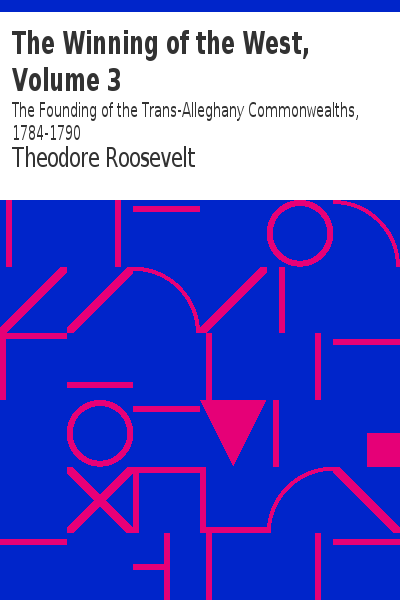 The Winning of the West,
Volume 3
The Founding of the Trans-Alleghany Commonwealths,
1784-1790
Theodore Roosevelt